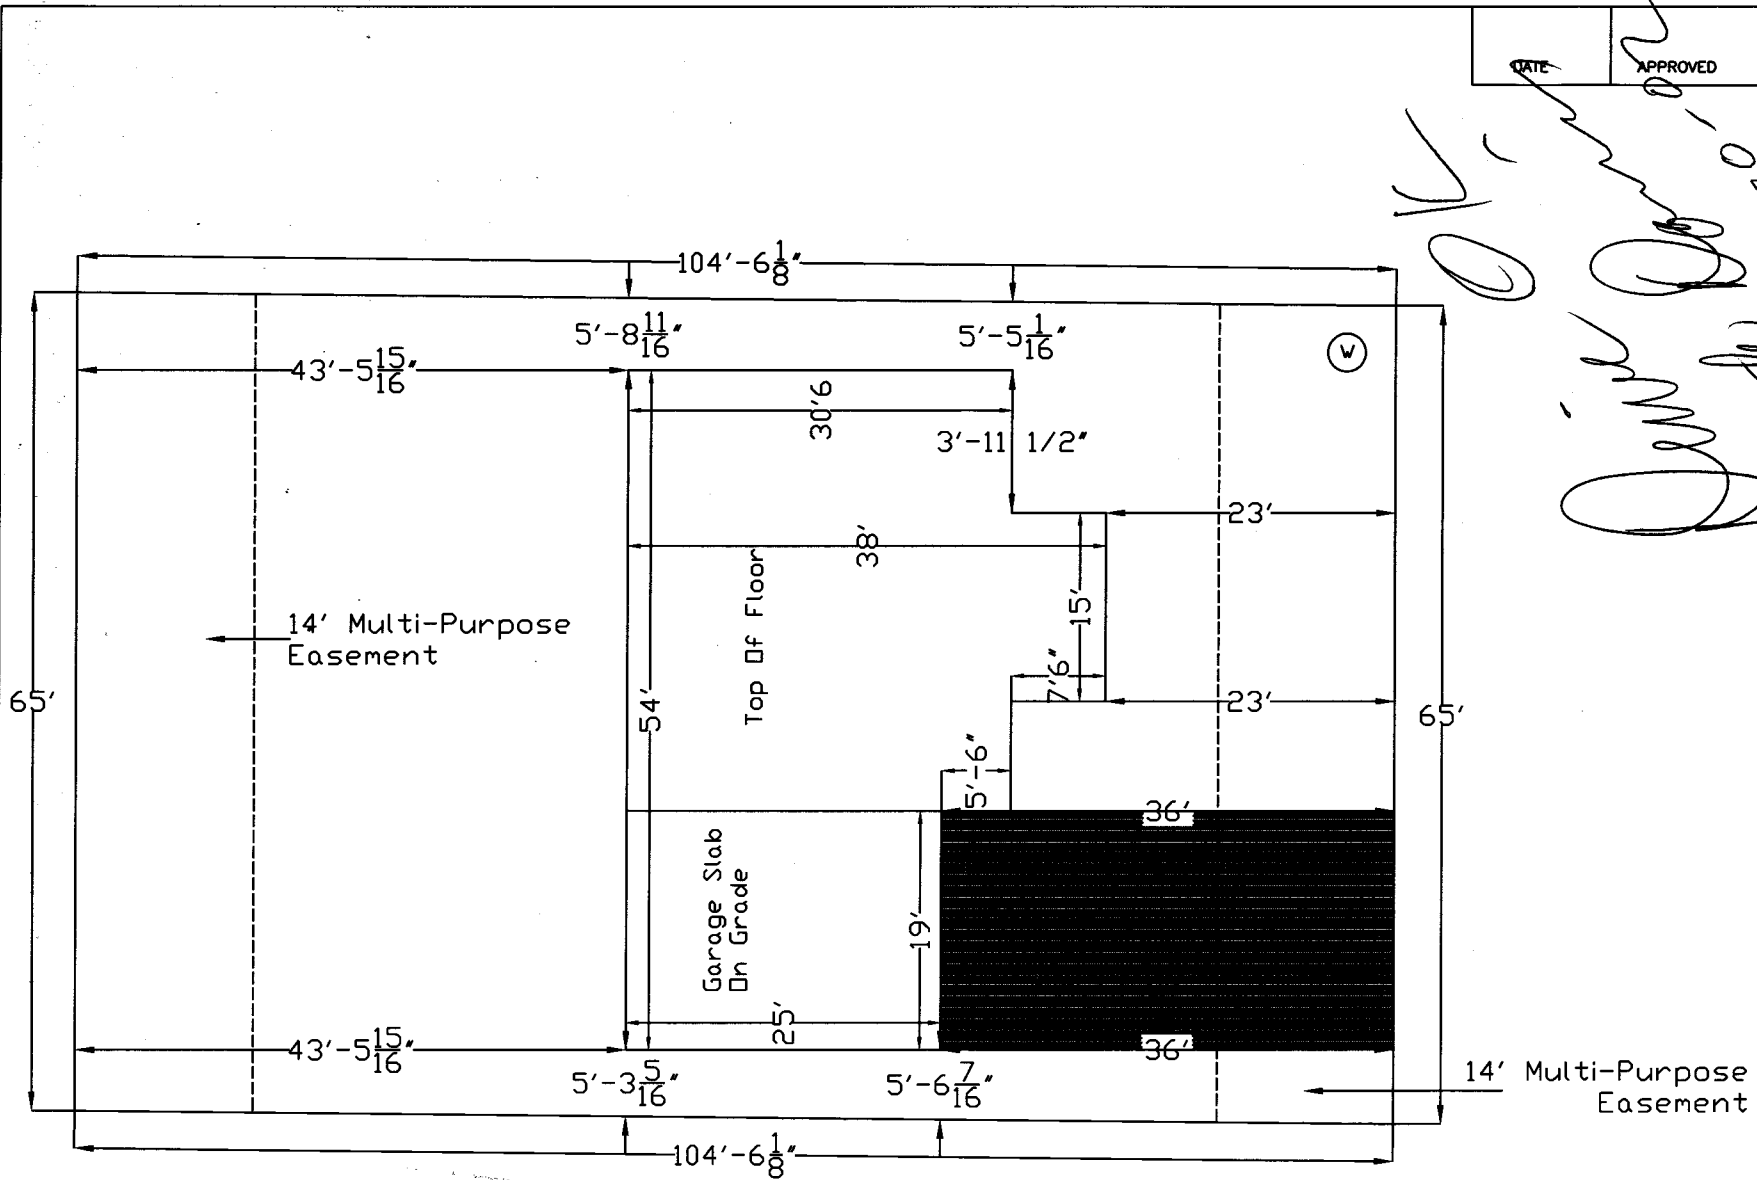 DATE
APPROVED
104'-6 1/8"
5'-8 11/16"
5'-5 1/16"
W
43'-5 15/16"
30'6
3'-11 1/2"
23'
38'
Top Of Floor
15'
14' Multi-Purpose
Easement
7'6"
65'
54'
23'
65'
5'-6"
36'
Garage Slab
On Grade
19'
25'
43'-5 15/16"
36'
5'-3 5/16"
5'-6 7/16"
14' Multi-Purpose
Easement
104'-6 1/8"
OK